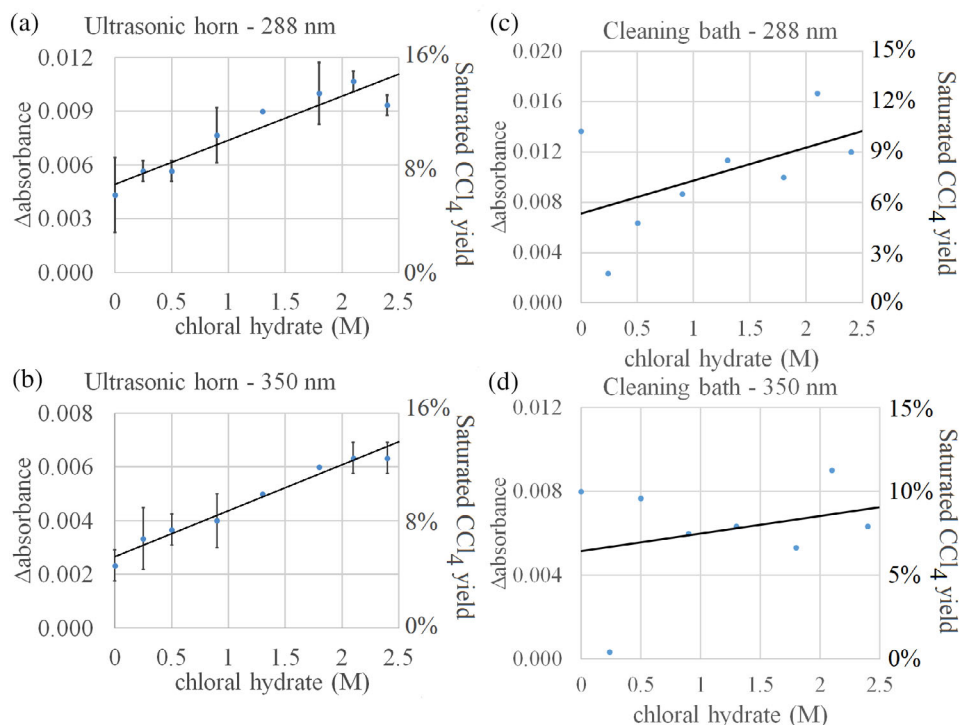 (a)
Ultrasonic horn - 288 nm
0.012
0.009
0.006
0.003
0.000
Δabsorbance
16%
8%
0%
Saturated CCl4 yield
0 0.5 1 1.5 2 2.5
chloral hydrate (M)
(c)
Cleaning bath - 288 nm
0.020
0.016
0.012
0.008
0.004
0.000
Δabsorbance
15%
12%
9%
6%
3%
0%
Saturated CCl4 yield
0 0.5 1 1.5 2 2.5
chloral hydrate (M)
(b)
Ultrasonic horn - 350 nm
0.008
0.006
0.004
0.002
0.000
Δabsorbance
16%
8%
0%
Saturated CCl4 yield
0 0.5 1 1.5 2 2.5
chloral hydrate (M)
(d)
Cleaning bath - 350 nm
0.012
0.008
0.004
0.000
Δabsorbance
15%
10%
5%
0%
Saturated CCl4 yield
0 0.5 1 1.5 2 2.5
chloral hydrate (M)